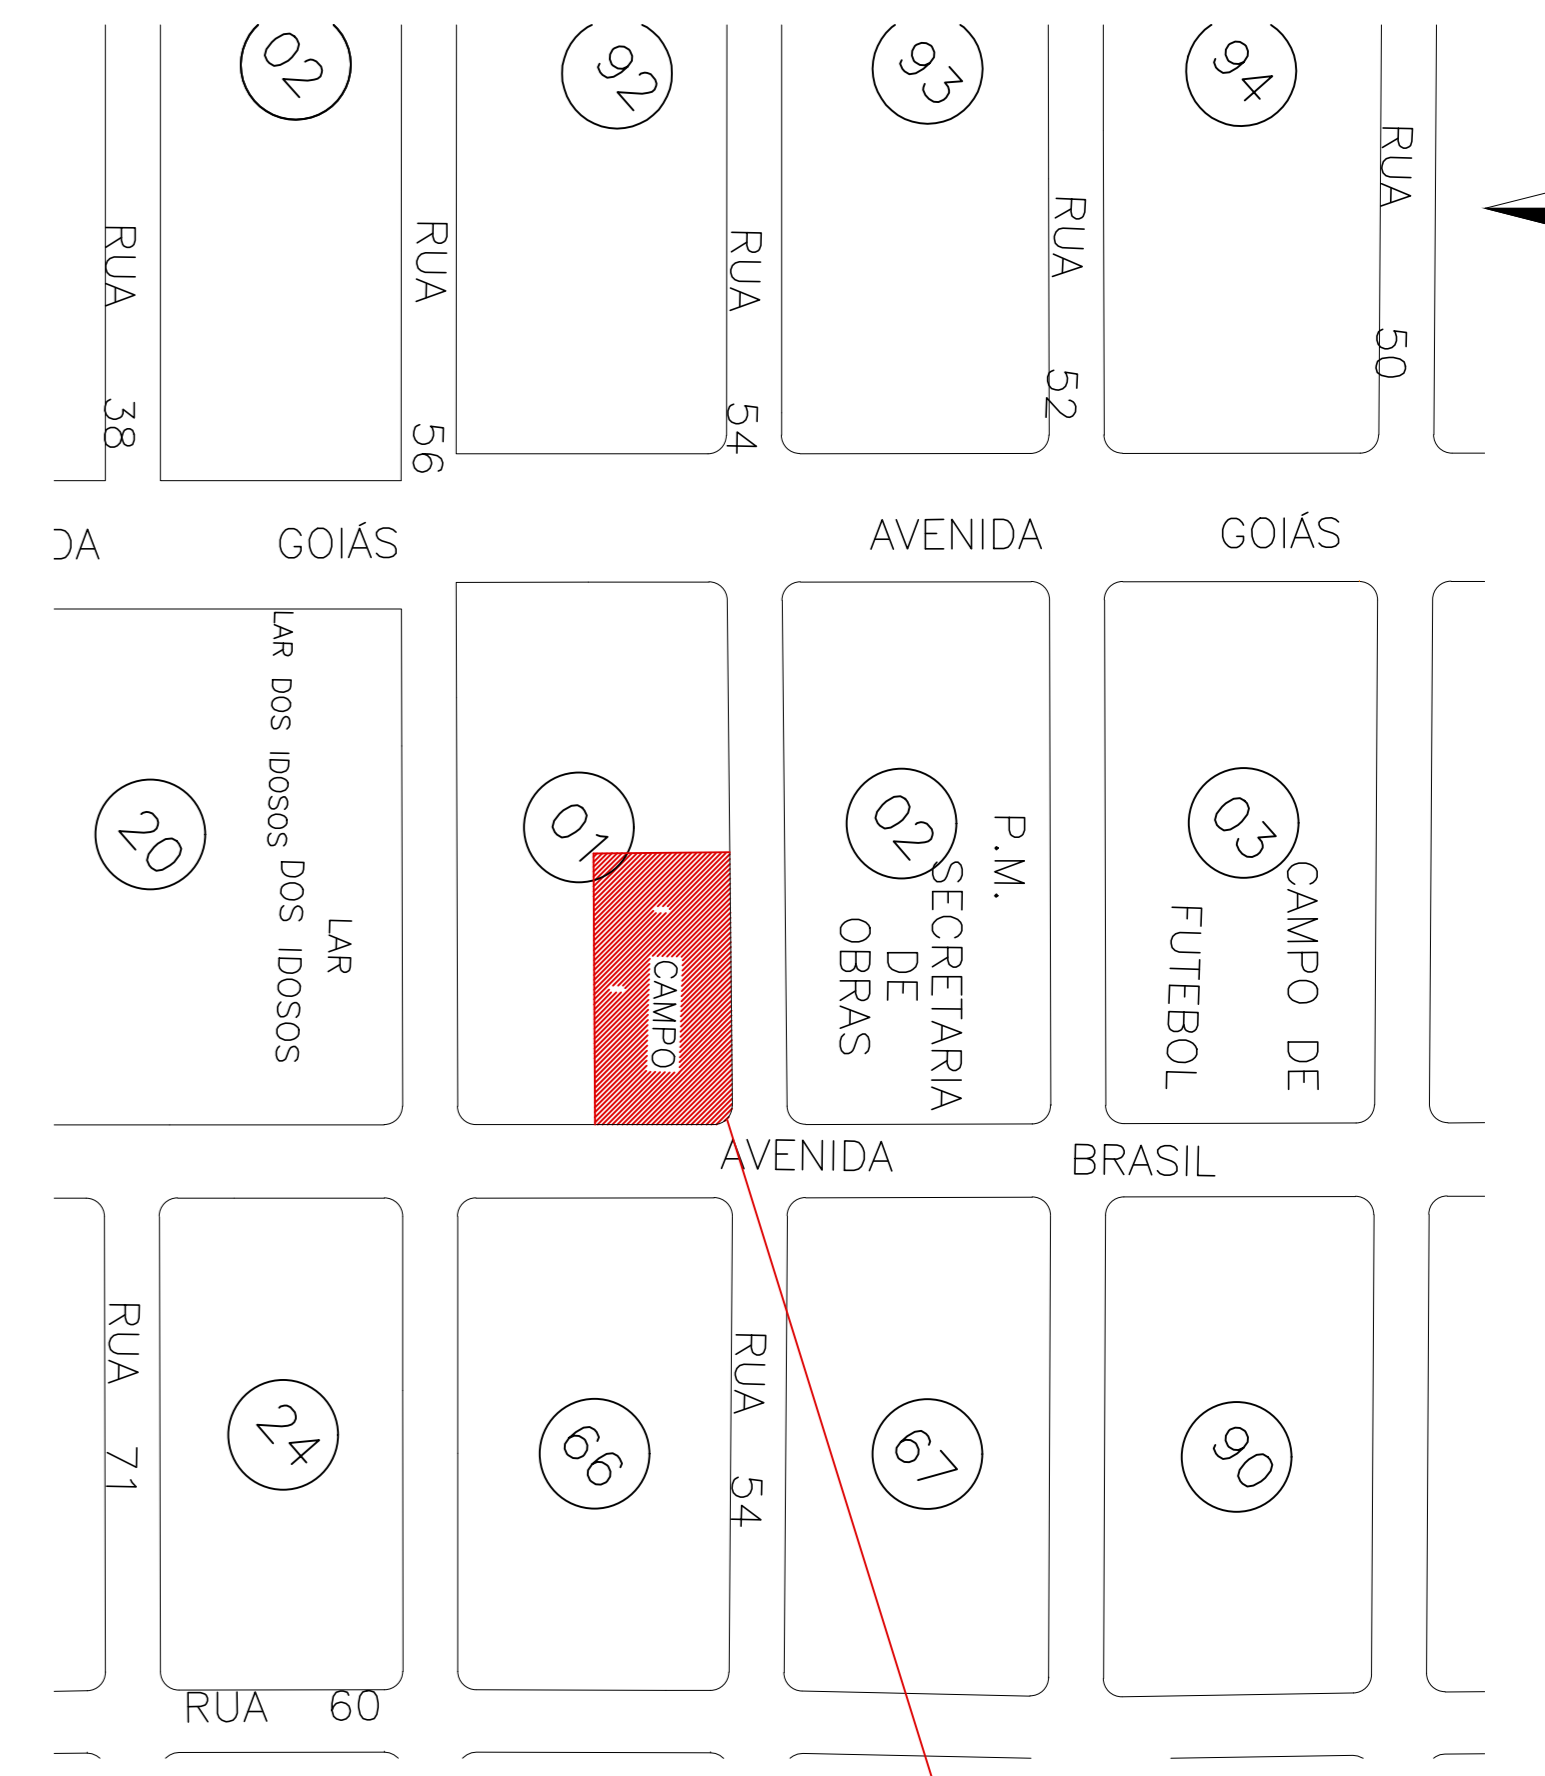 02
92
93
94
RUA 38
RUA 56
RUA 54
RUA 52
RUA 50
DA GOIÁS
AVENIDA GOIÁS
20
LAR DOS IDOSOS
LAR
DOS IDOSOS
01
CAMPO
02
P.M.
SECRETARIA
DE
OBRAS
03
CAMPO DE
FUTEBOL
AVENIDA BRASIL
RUA 71
24
66
RUA 54
67
90
RUA 60